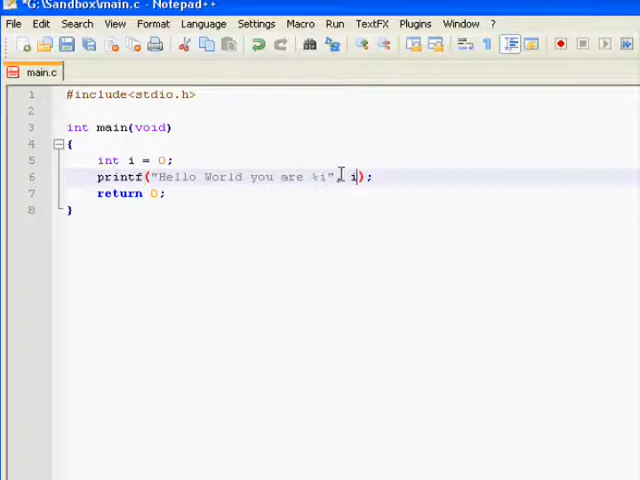 *G:\Sandbox\main.c - Notepad++
File Edit Search View Format Language Settings Macro Run TextFX Plugins Window ?
main.c
1 #include<stdio.h>
2
3 int main(void)
4 {
5 int i = 0;
6 printf("Hello World you are %i", i);
7 return 0;
8 }